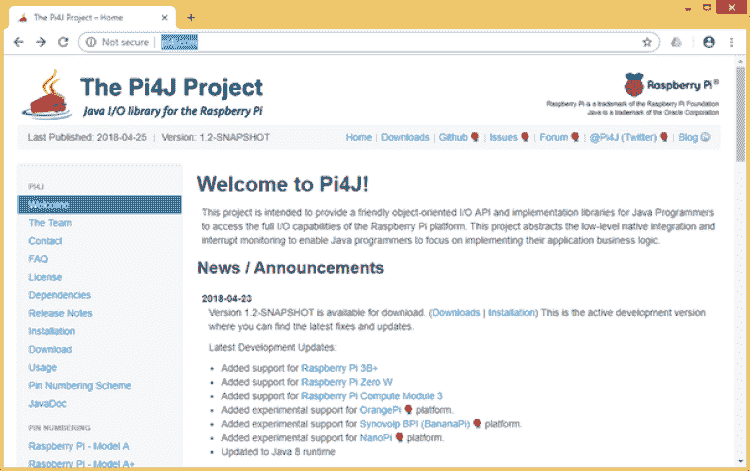 The Pi4J Project – Home
Not secure
The Pi4J Project
Java I/O library for the Raspberry Pi
Raspberry Pi®
Raspberry Pi is a trademark of the Raspberry Pi Foundation
Java is a trademark of the Oracle Corporation
Last Published: 2018-04-25 | Version: 1.2-SNAPSHOT
Home | Downloads | Github | Issues | Forum | @Pi4J (Twitter) | Blog
PI4J
Welcome
The Team
Contact
FAQ
License
Dependencies
Release Notes
Installation
Download
Usage
Pin Numbering Scheme
JavaDoc
PIN NUMBERING
Raspberry Pi - Model A
Raspberry Pi - Model A+
Welcome to Pi4J!
This project is intended to provide a friendly object-oriented I/O API and implementation libraries for Java Programmers
to access the full I/O capabilities of the Raspberry Pi platform. This project abstracts the low-level native integration and
interrupt monitoring to enable Java programmers to focus on implementing their application business logic.
News / Announcements
2018-04-23
Version 1.2-SNAPSHOT is available for download. (Downloads | Installation) This is the active development version
where you can find the latest fixes and updates.
Latest Development Updates:
Added support for Raspberry Pi 3B+
Added support for Raspberry Pi Zero W
Added support for Raspberry Pi Compute Module 3
Added experimental support for OrangePi platform.
Added experimental support for Synovoip BPI (BananaPi) platform.
Added experimental support for NanoPi platform.
Updated to Java 8 runtime